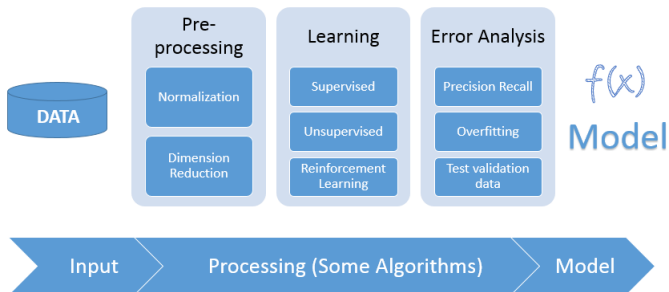 Pre-
processing
Normalization
Dimension
Reduction
Learning
Supervised
Unsupervised
Reinforcement
Learning
Error Analysis
Precision Recall
Overfitting
Test validation
data
DATA
f(x)
Model
Input
Processing (Some Algorithms)
Model